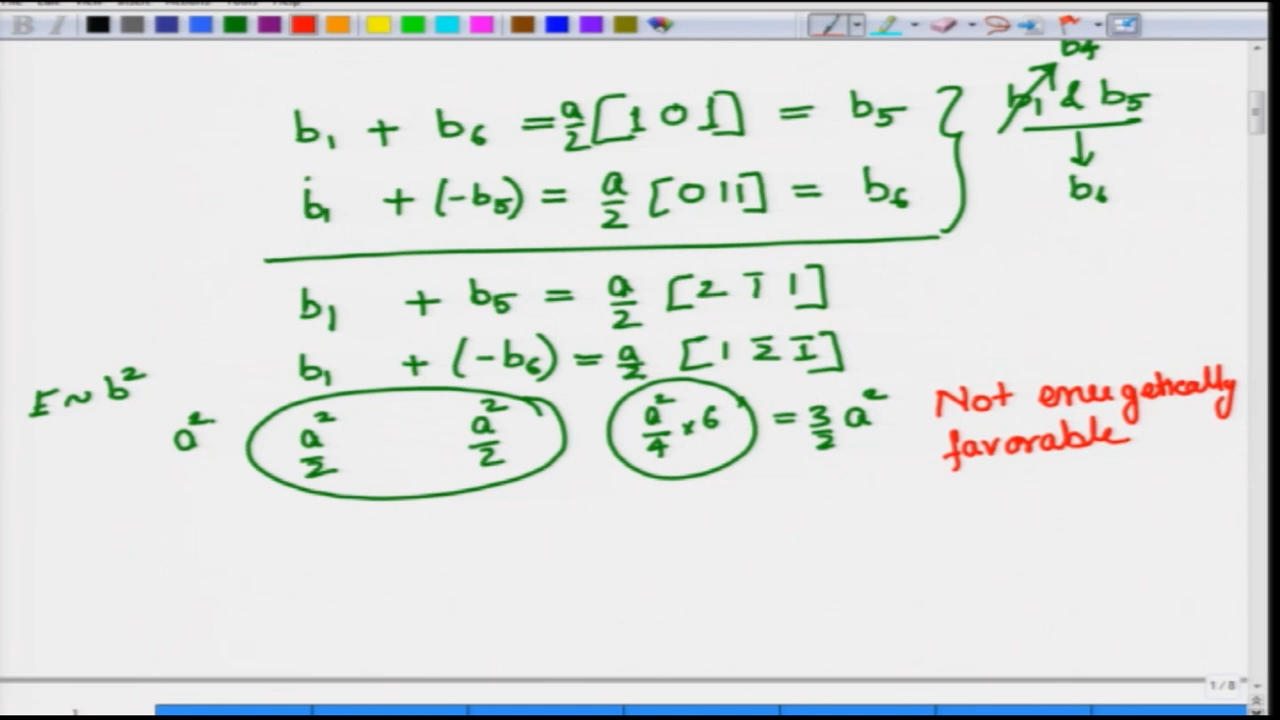 b₄
b₁ + b₆ = a/2 [1 0 1] = b₅ } b₁ & b₅
b₁ + (-b₅) = a/2 [0 1 1] = b₆ ↓ b₆
b₁ + b₅ = a/2 [2 1̄ 1]
b₁ + (-b₆) = a/2 [1 2̄ 1̄]
E ~ b²
a² a²/2 a²/2 a²/4 × 6 = 3/2 a² Not energetically
favorable
1/8